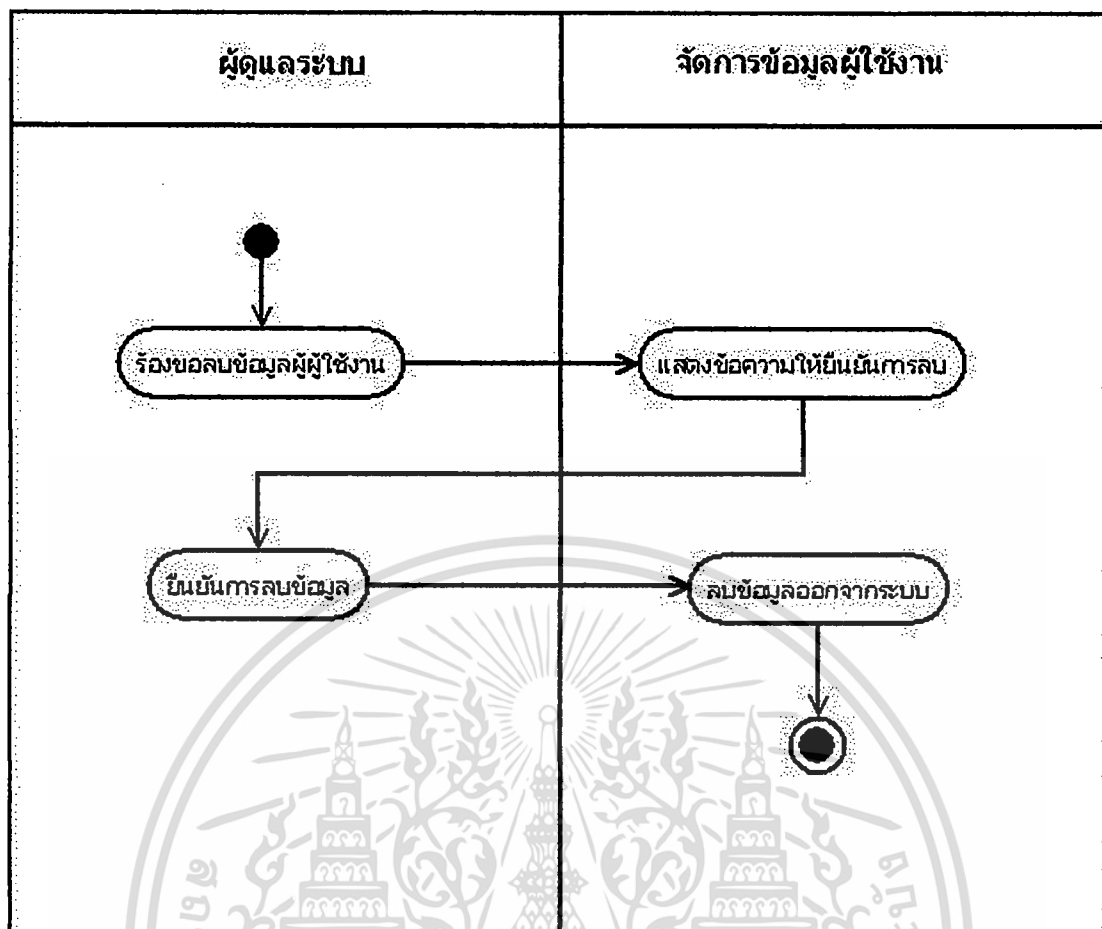 ผู้ดูแลระบบ
จัดการข้อมูลผู้ใช้งาน
ร้องขอลบข้อมูลผู้ผู้ใช้งาน
แสดงข้อความให้ยืนยันการลบ
ยืนยันการลบข้อมูล
ลบข้อมูลออกจากระบบ